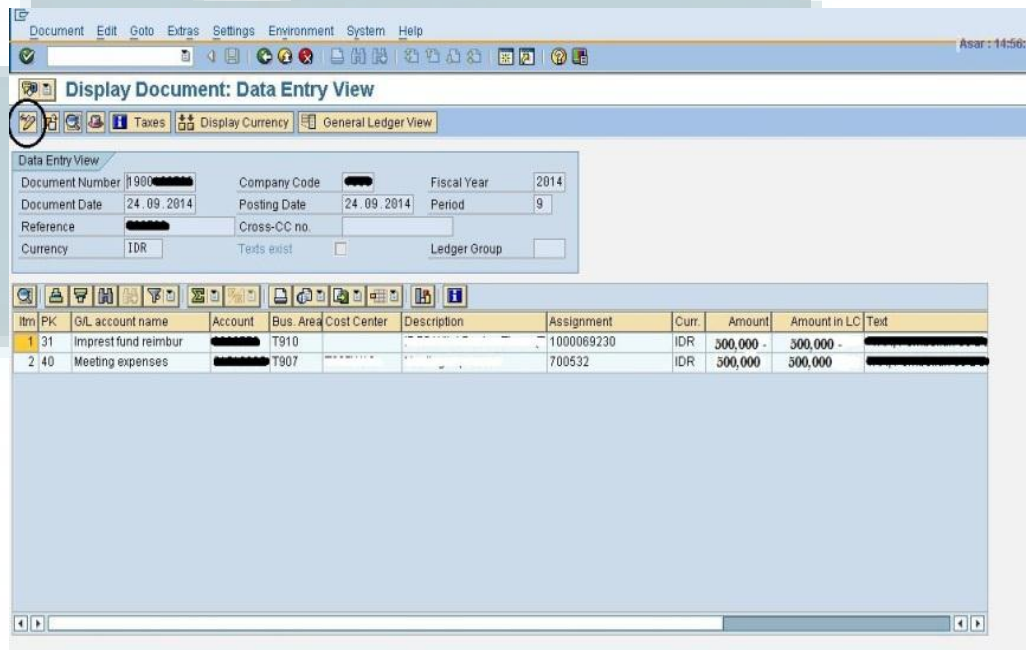 Document Edit Goto Extras Settings Environment System Help
Asar : 14:56:
Display Document: Data Entry View
Taxes Display Currency General Ledger View
Data Entry View
Document Number 1900 Company Code Fiscal Year 2014
Document Date 24.09.2014 Posting Date 24.09.2014 Period 9
Reference Cross-CC no.
Currency IDR Texts exist Ledger Group
Itm PK G/L account name Account Bus. Area Cost Center Description Assignment Curr. Amount Amount in LC Text
1 31 Imprest fund reimbur T910 1000069230 IDR 500,000 - 500,000 -
2 40 Meeting expenses T907 700532 IDR 500,000 500,000